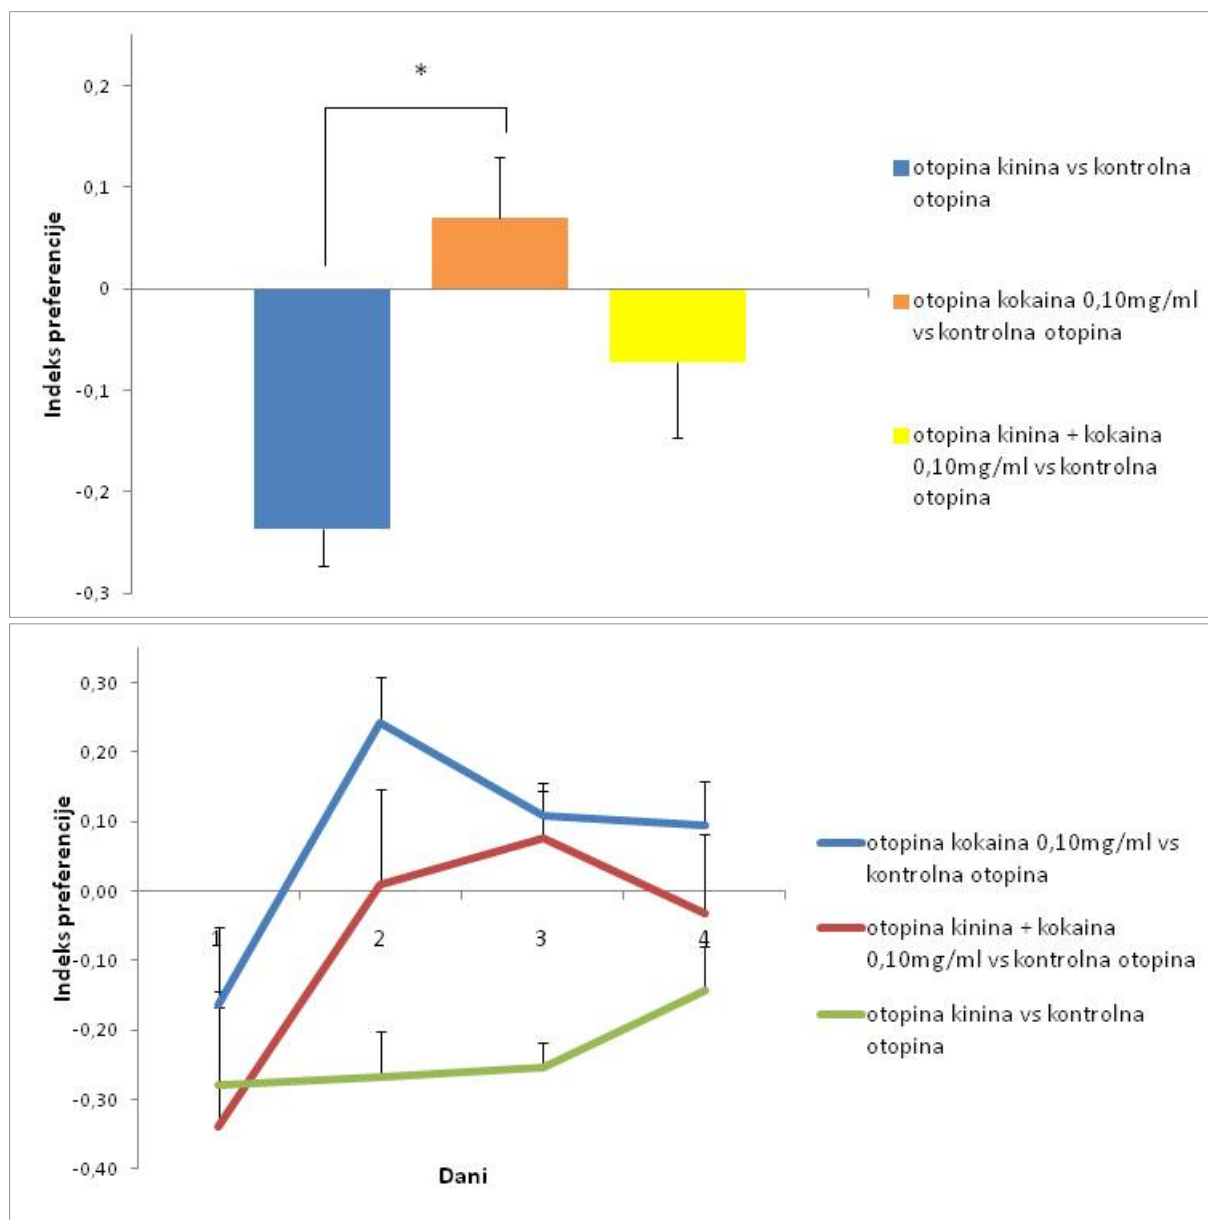 *
0,2
0,1
0
-0,1
-0,2
-0,3
Indeks preferencije
otopina kinina vs kontrolna
otopina
otopina kokaina 0,10mg/ml
vs kontrolna otopina
otopina kinina + kokaina
0,10mg/ml vs kontrolna
otopina
0,30
0,20
0,10
0,00
-0,10
-0,20
-0,30
-0,40
Indeks preferencije
1
2
3
4
Dani
otopina kokaina 0,10mg/ml vs
kontrolna otopina
otopina kinina + kokaina
0,10mg/ml vs kontrolna otopina
otopina kinina vs kontrolna
otopina